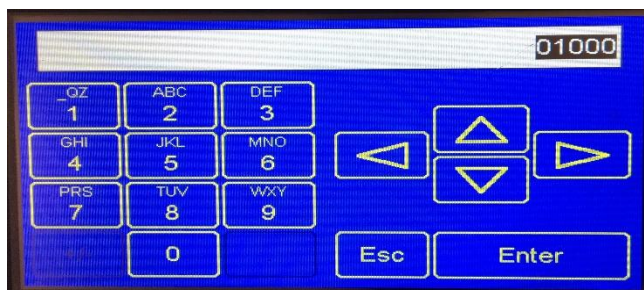 01000
_QZ ABC DEF
1 2 3
GHI JKL MNO
4 5 6
PRS TUV WXY
7 8 9
0 Esc Enter